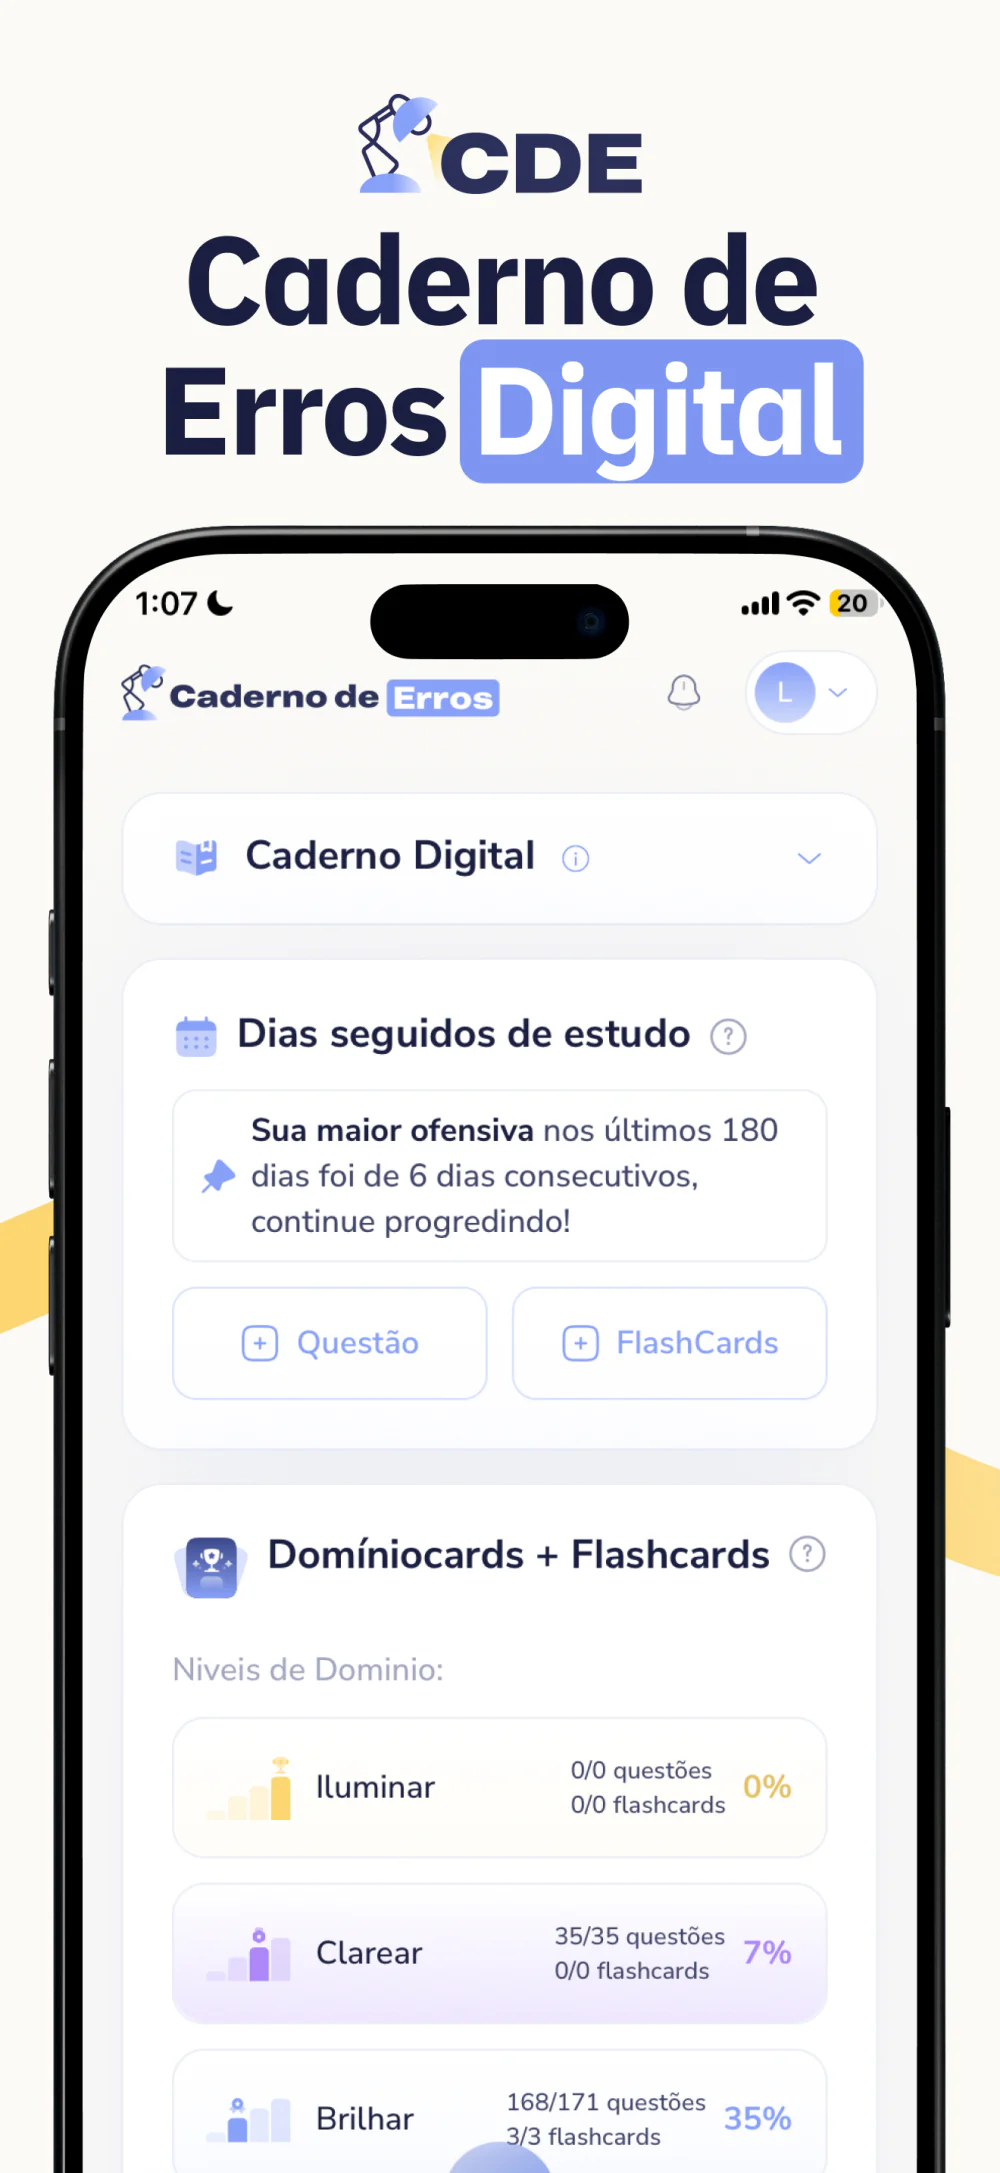 CDE
Caderno de
Erros Digital
1:07
20
Caderno de Erros
L
Caderno Digital
Dias seguidos de estudo
Sua maior ofensiva nos últimos 180
dias foi de 6 dias consecutivos,
continue progredindo!
Questão
FlashCards
Domíniocards + Flashcards
Niveis de Dominio:
Iluminar
0/0 questões
0/0 flashcards
0%
Clarear
35/35 questões
0/0 flashcards
7%
Brilhar
168/171 questões
3/3 flashcards
35%